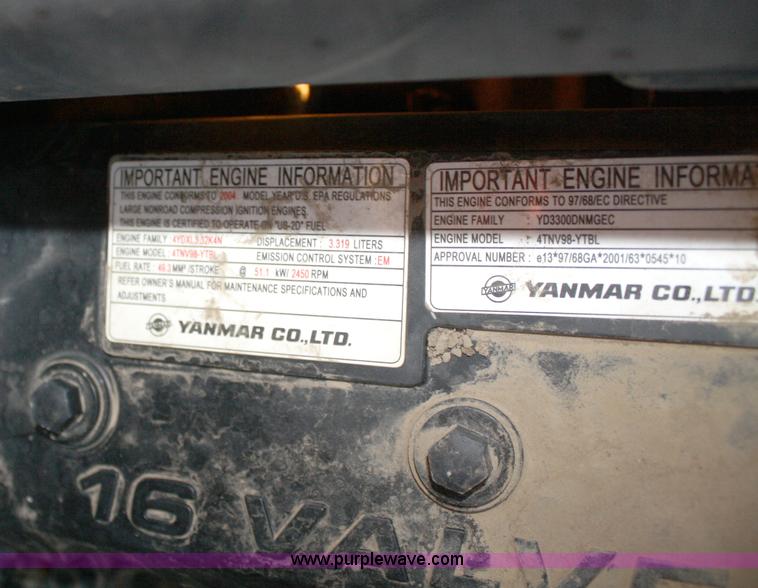 IMPORTANT ENGINE INFORMATION
THIS ENGINE CONFORMS TO 2004 MODEL YEAR U.S. EPA REGULATIONS
LARGE NONROAD COMPRESSION IGNITION ENGINES.
THIS ENGINE IS CERTIFIED TO OPERATE ON "US-2D" FUEL
ENGINE FAMILY : 4YDXL3.32K4N DISPLACEMENT : 3.319 LITERS
ENGINE MODEL : 4TNV98-YTBL EMISSION CONTROL SYSTEM : EM
FUEL RATE : 49.3 MM³ /STROKE @ 51.1 kW/ 2450 RPM
REFER OWNER'S MANUAL FOR MAINTENANCE SPECIFICATIONS AND
ADJUSTMENTS
YANMAR YANMAR CO.,LTD.
IMPORTANT ENGINE INFORMA
THIS ENGINE CONFORMS TO 97/68/EC DIRECTIVE
ENGINE FAMILY : YD3300DNMGEC
ENGINE MODEL : 4TNV98-YTBL
APPROVAL NUMBER : e13*97/68GA*2001/63*0545*10
YANMAR YANMAR CO.,LTD.
16 VALVE
www.purplewave.com